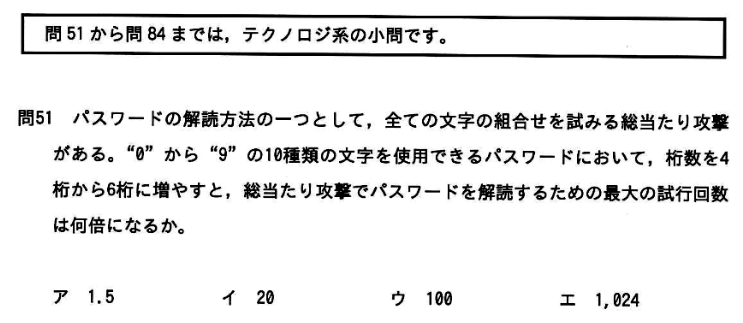 問51から問84までは，テクノロジ系の小問です。
問51　パスワードの解読方法の一つとして，全ての文字の組合せを試みる総当たり攻撃
がある。“0”から“9”の10種類の文字を使用できるパスワードにおいて，桁数を4
桁から6桁に増やすと，総当たり攻撃でパスワードを解読するための最大の試行回数
は何倍になるか。
ア　1.5　イ　20　ウ　100　エ　1,024